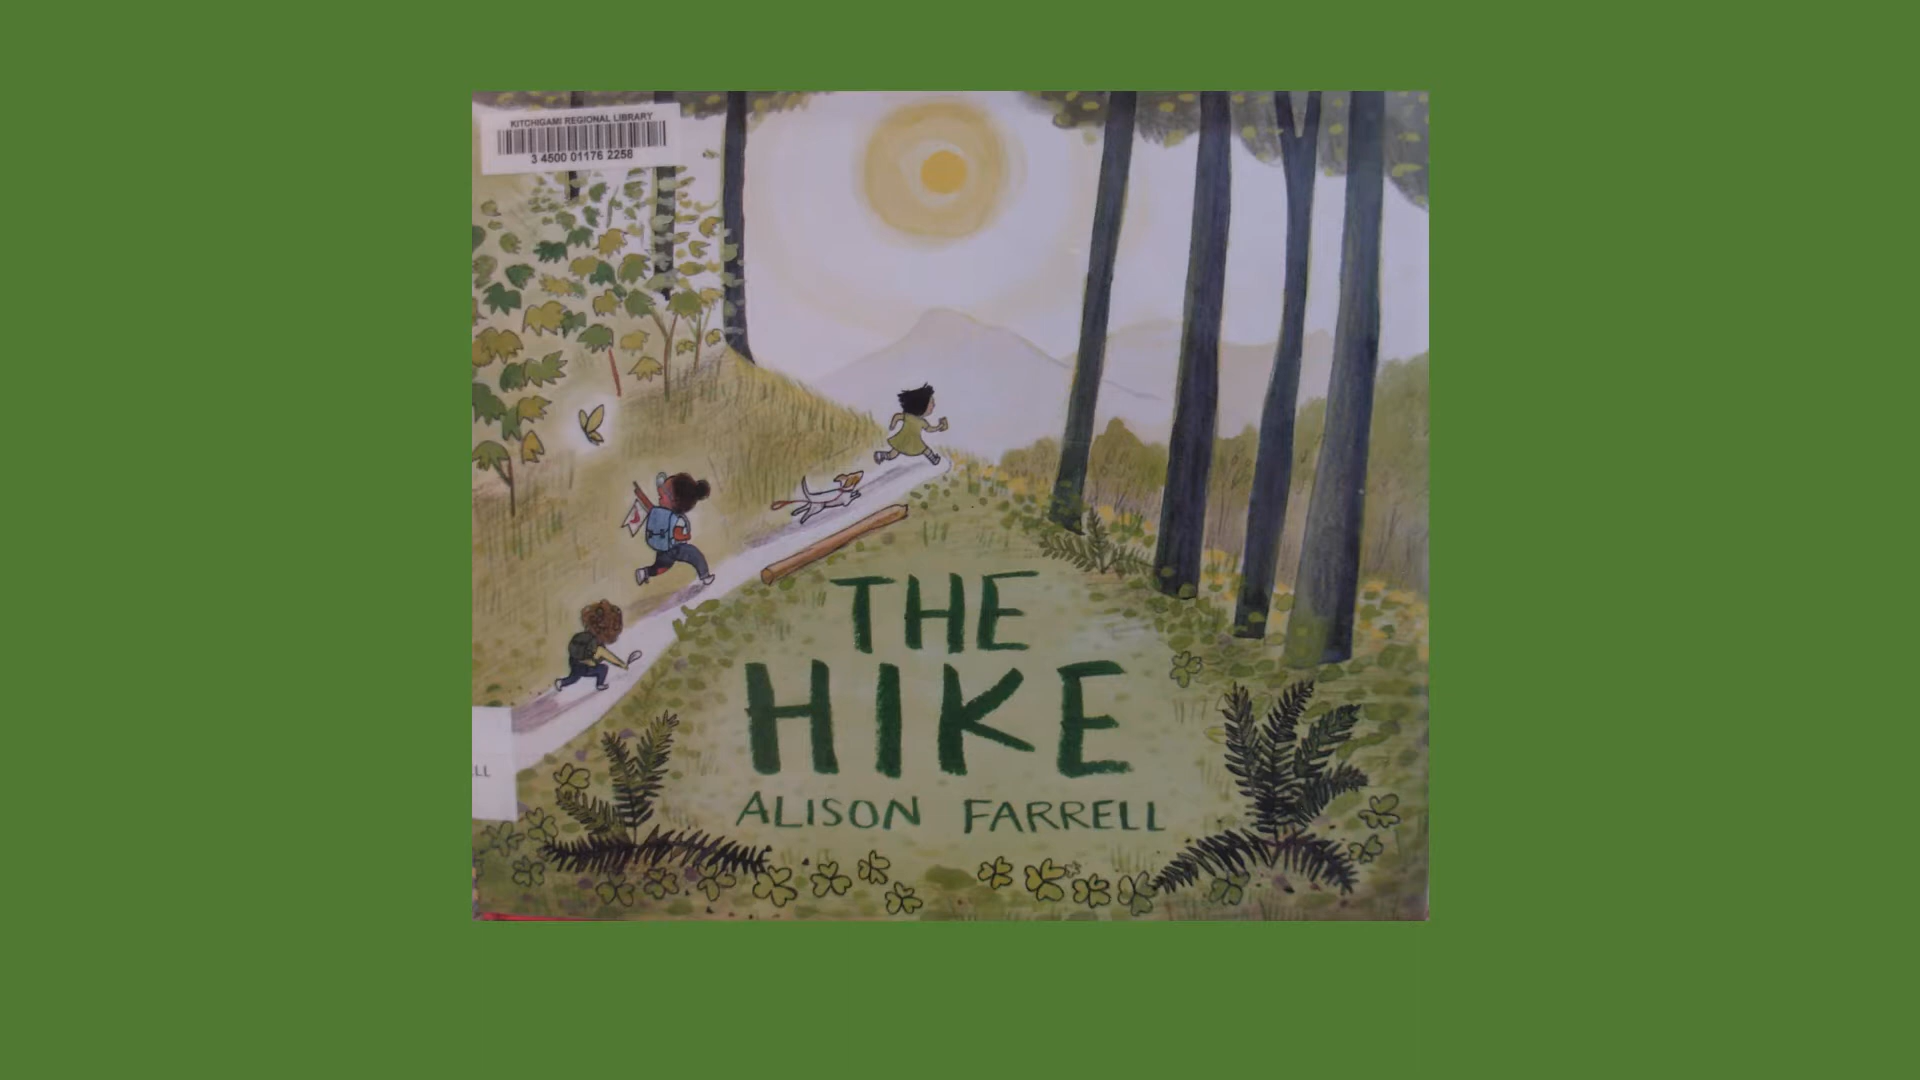 KITCHIGAMI REGIONAL LIBRARY
3 4500 01176 2258
LL
THE
HIKE
ALISON FARRELL